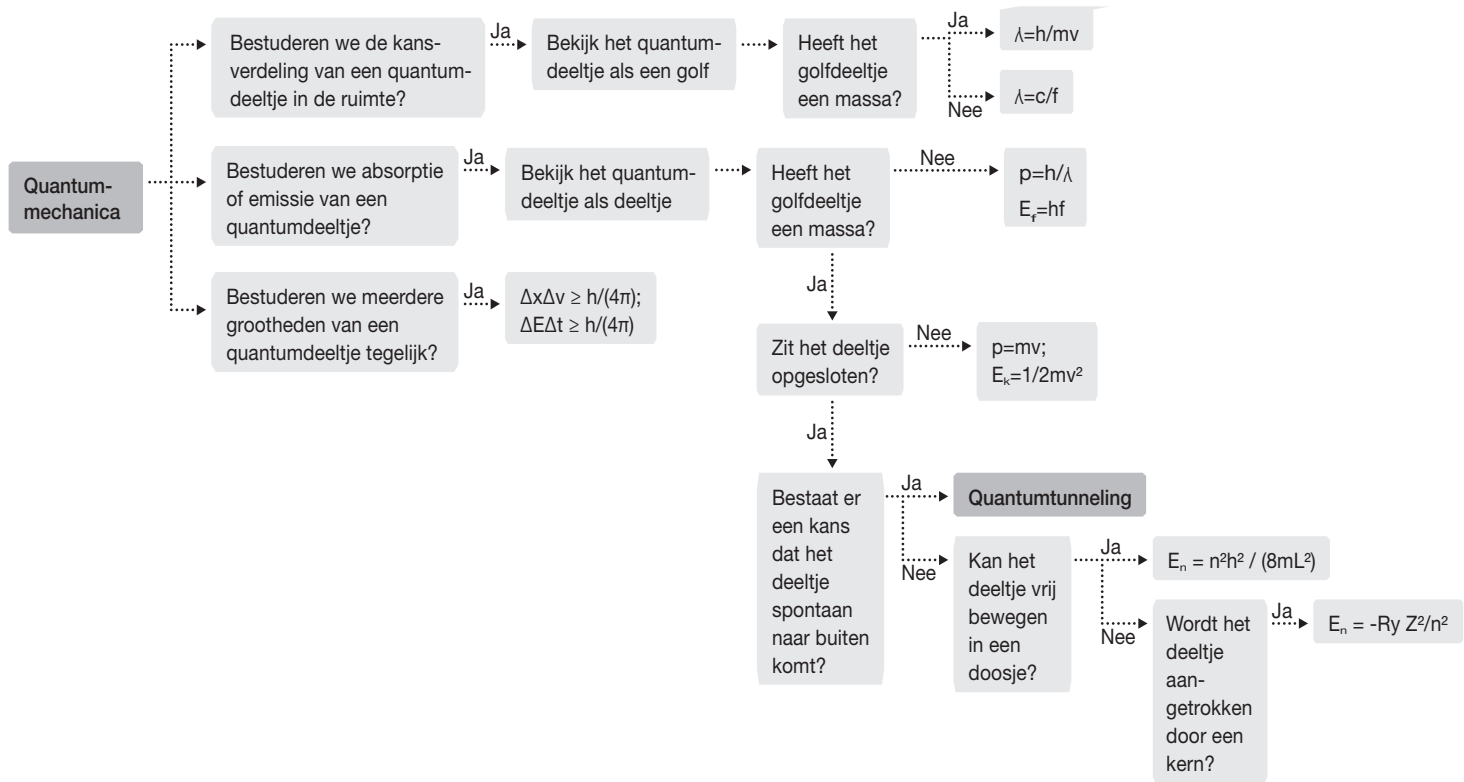 Quantum-
mechanica
Bestuderen we de kans-
verdeling van een quantum-
deeltje in de ruimte?
Ja
Bekijk het quantum-
deeltje als een golf
Heeft het
golfdeeltje
een massa?
Ja
λ=h/mv
Nee
λ=c/f
Bestuderen we absorptie
of emissie van een
quantumdeeltje?
Ja
Bekijk het quantum-
deeltje als deeltje
Heeft het
golfdeeltje
een massa?
Nee
p=h/λ
E_f=hf
Bestuderen we meerdere
grootheden van een
quantumdeeltje tegelijk?
Ja
ΔxΔv ≥ h/(4π);
ΔEΔt ≥ h/(4π)
Ja
Zit het deeltje
opgesloten?
Nee
p=mv;
Eₖ=1/2mv²
Ja
Bestaat er
een kans
dat het
deeltje
spontaan
naar buiten
komt?
Ja
Quantumtunneling
Nee
Kan het
deeltje vrij
bewegen
in een
doosje?
Ja
Eₙ = n²h² / (8mL²)
Nee
Wordt het
deeltje
aan-
getrokken
door een
kern?
Ja
Eₙ = -Ry Z²/n²